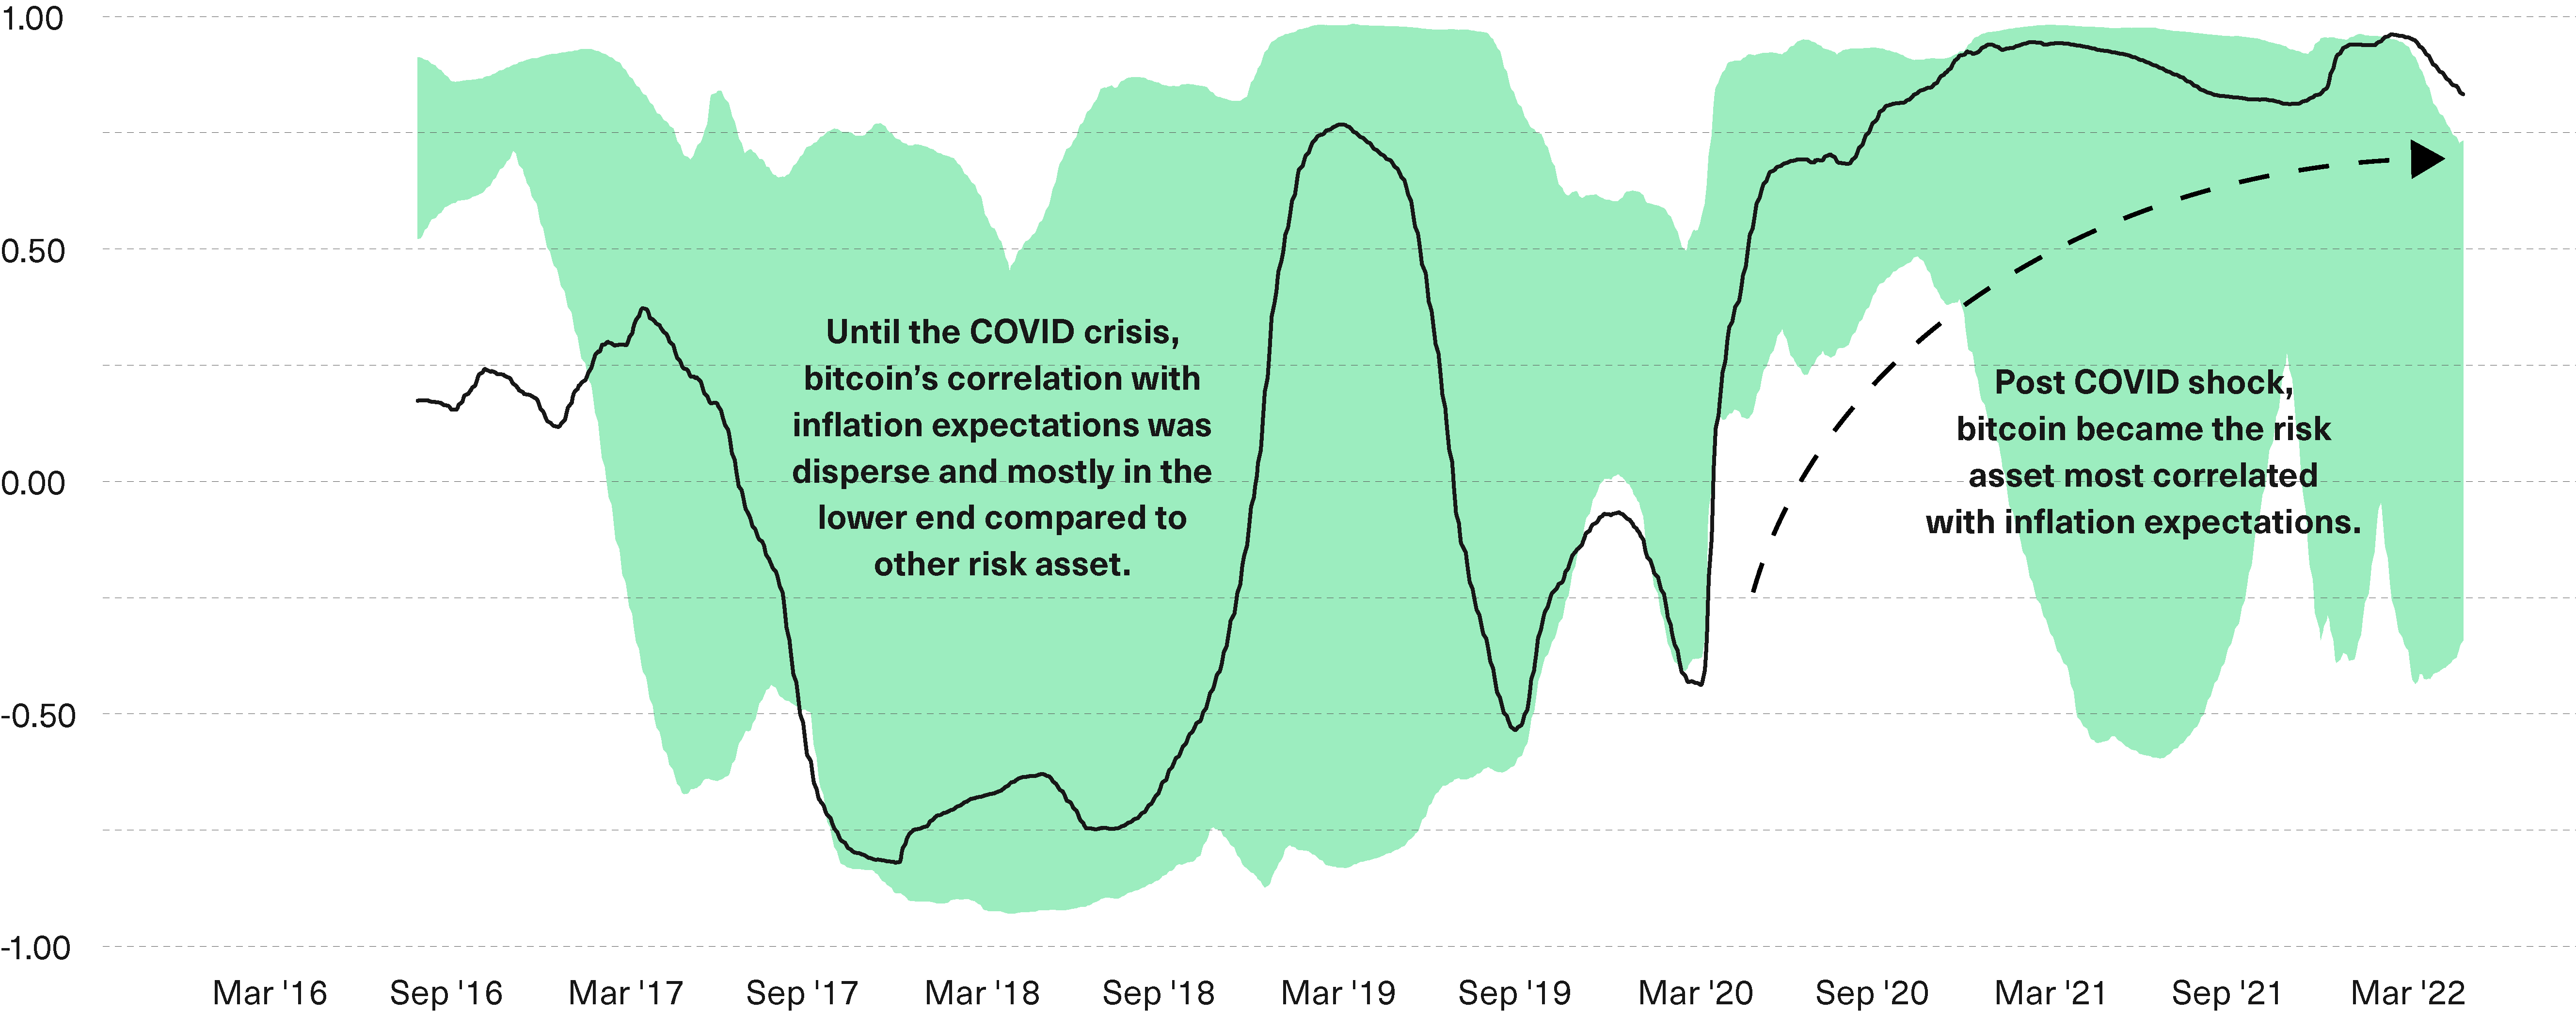 1.00
0.50
0.00
-0.50
-1.00
Until the COVID crisis,
bitcoin’s correlation with
inflation expectations was
disperse and mostly in the
lower end compared to
other risk asset.
Post COVID shock,
bitcoin became the risk
asset most correlated
with inflation expectations.
Mar '16 Sep '16 Mar '17 Sep '17 Mar '18 Sep '18 Mar '19 Sep '19 Mar '20 Sep '20 Mar '21 Sep '21 Mar '22